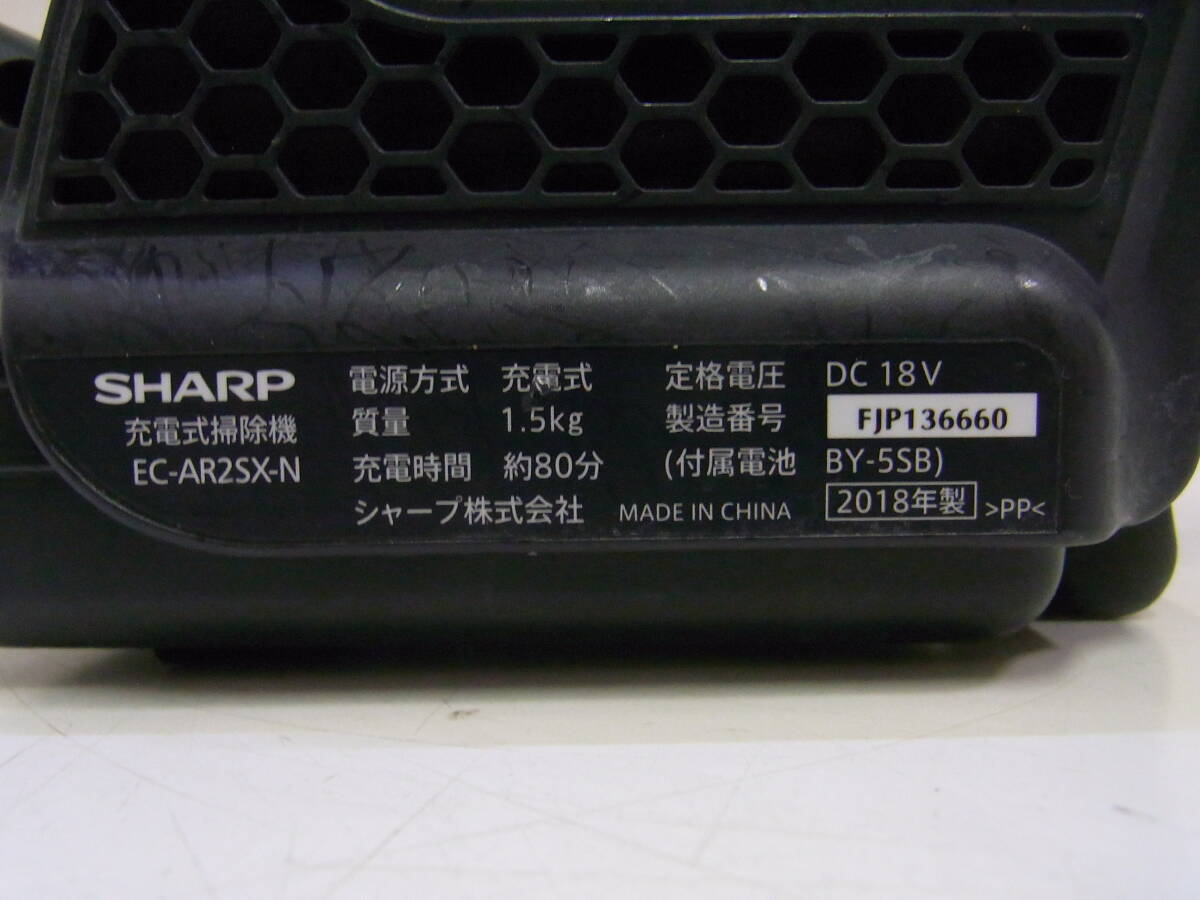 SHARP
充電式掃除機
EC-AR2SX-N
電源方式 充電式 定格電圧 DC 18V
質量 1.5kg 製造番号 FJP136660
充電時間 約80分 (付属電池 BY-5SB)
シャープ株式会社 MADE IN CHINA 2018年製 >PP<